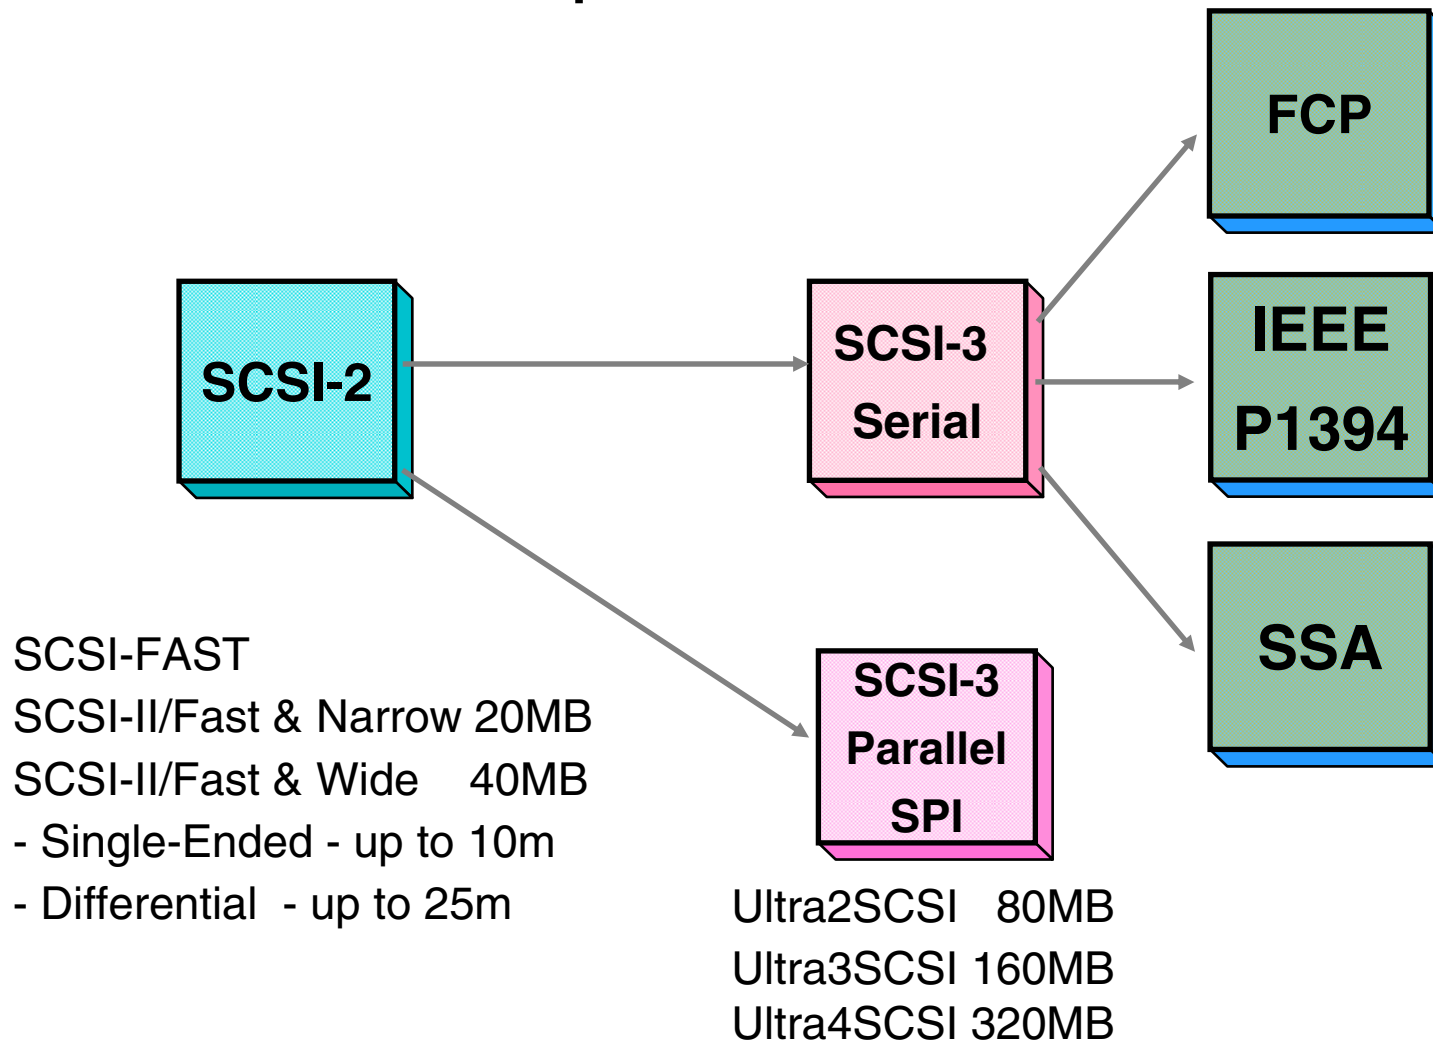 FCP
IEEE
P1394
SCSI-2
SCSI-3
Serial
SSA
SCSI-3
Parallel
SPI
SCSI-FAST
SCSI-II/Fast & Narrow 20MB
SCSI-II/Fast & Wide 40MB
- Single-Ended - up to 10m
- Differential - up to 25m
Ultra2SCSI 80MB
Ultra3SCSI 160MB
Ultra4SCSI 320MB